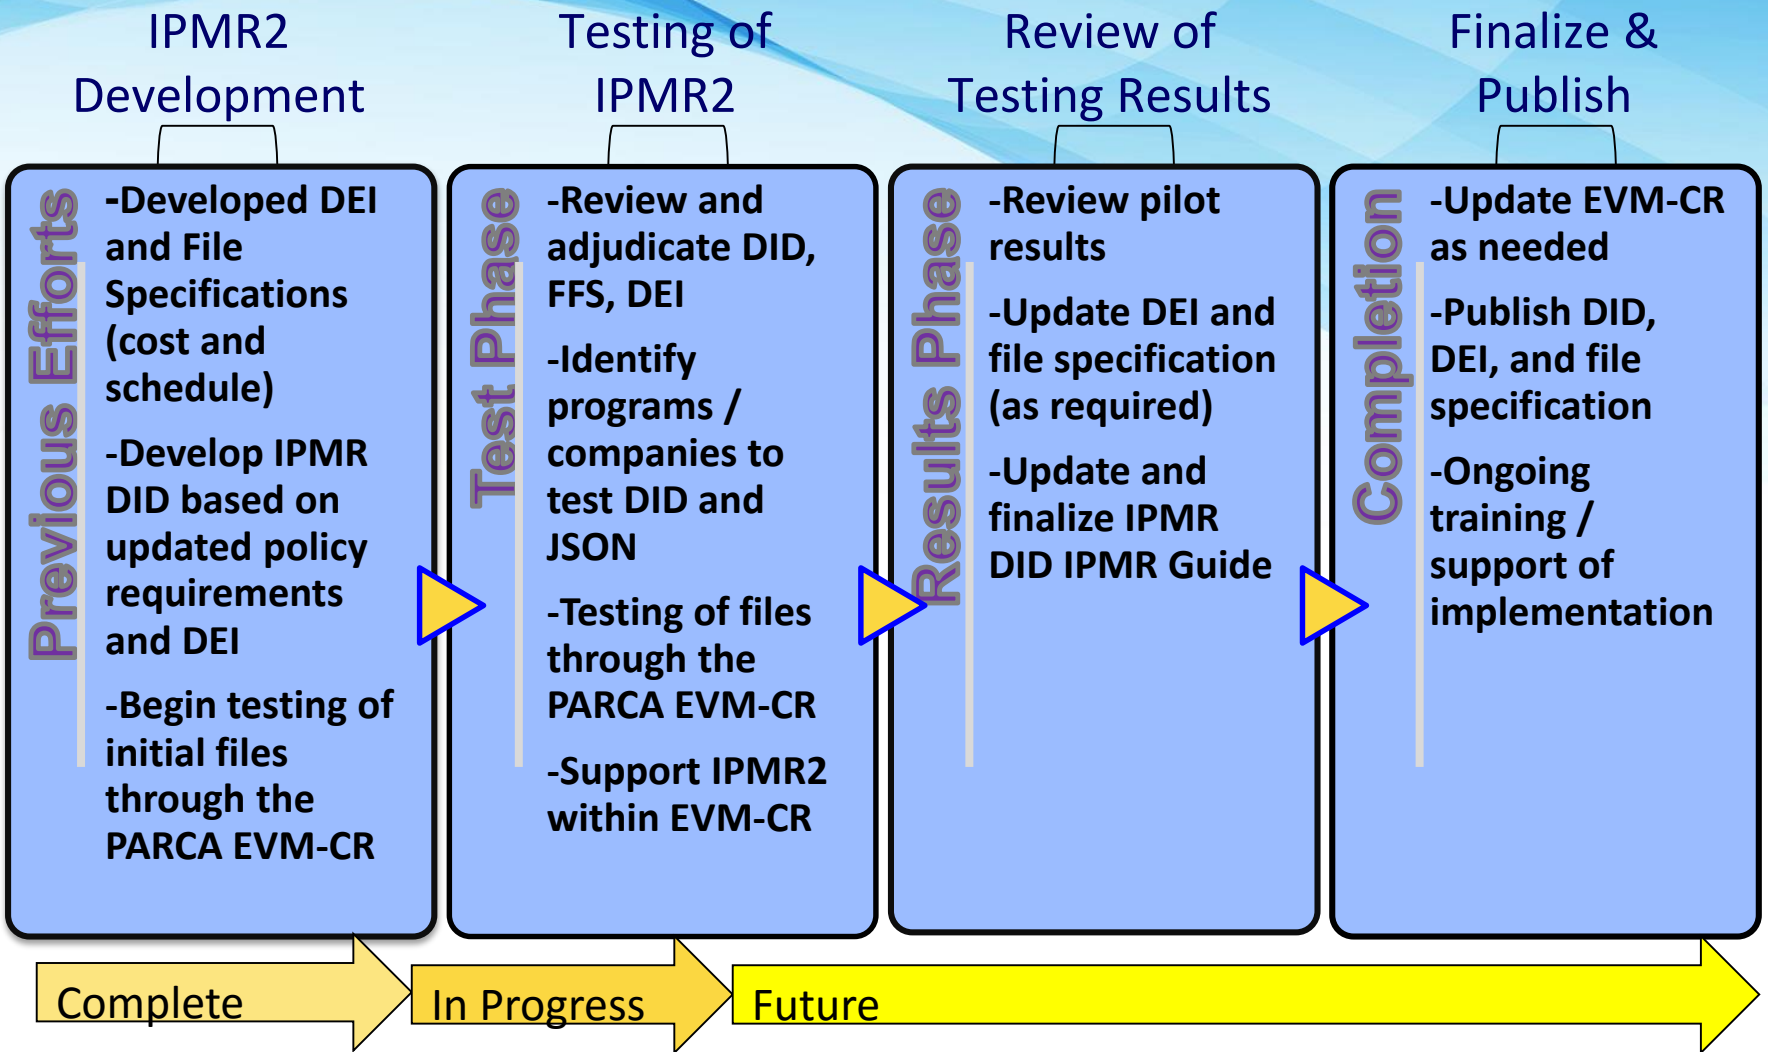 IPMR2
Development
Testing of
IPMR2
Review of
Testing Results
Finalize &
Publish
Previous Efforts
-Developed DEI
and File
Specifications
(cost and
schedule)
-Develop IPMR
DID based on
updated policy
requirements
and DEI
-Begin testing of
initial files
through the
PARCA EVM-CR
Test Phase
-Review and
adjudicate DID,
FFS, DEI
-Identify
programs /
companies to
test DID and
JSON
-Testing of files
through the
PARCA EVM-CR
-Support IPMR2
within EVM-CR
Results Phase
-Review pilot
results
-Update DEI and
file specification
(as required)
-Update and
finalize IPMR
DID IPMR Guide
Completion
-Update EVM-CR
as needed
-Publish DID,
DEI, and file
specification
-Ongoing
training /
support of
implementation
Complete
In Progress
Future